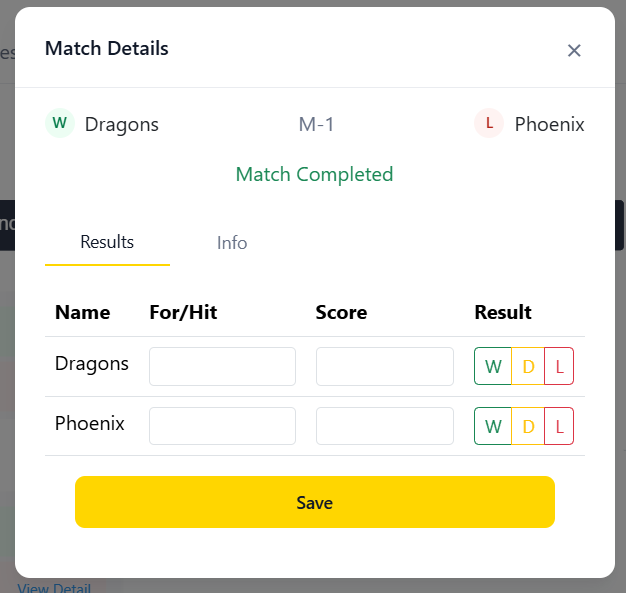 Match Details ×
W Dragons M-1 L Phoenix
Match Completed
Results Info
Name For/Hit Score Result
Dragons W D L
Phoenix W D L
Save
View Detail